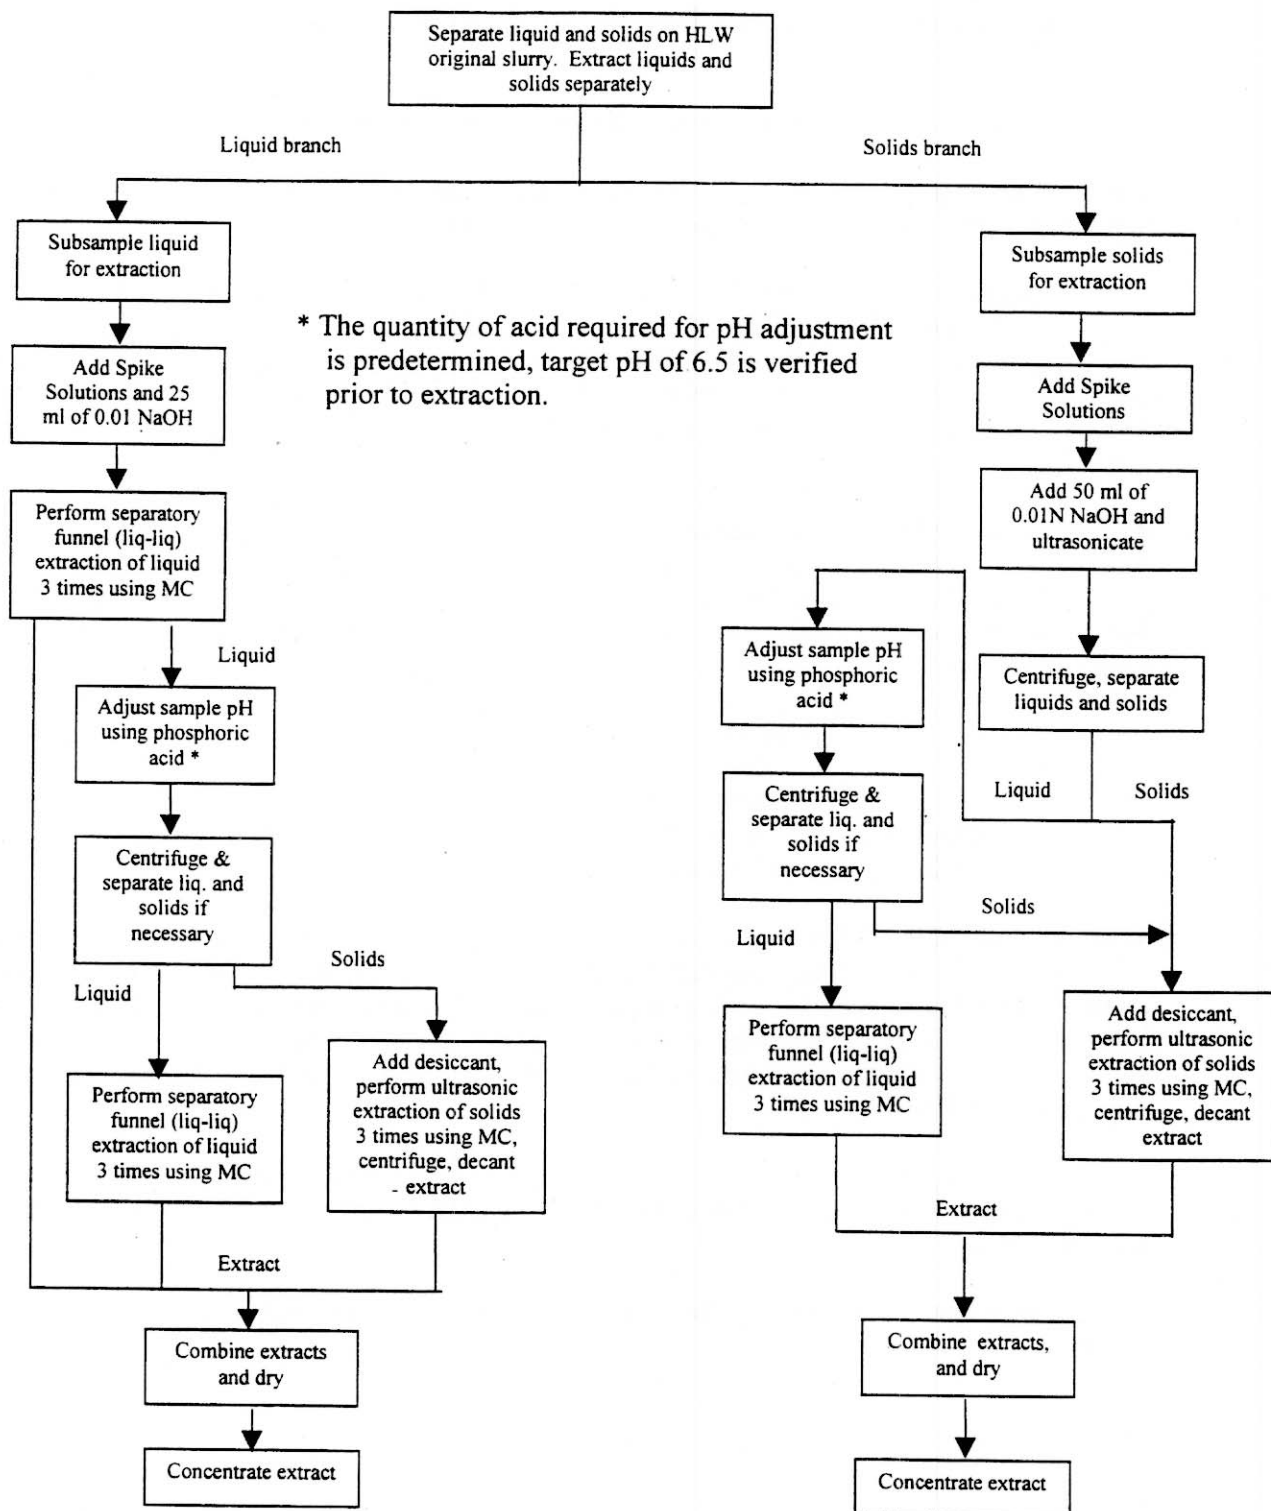 Separate liquid and solids on HLW
original slurry.  Extract liquids and
solids separately
Liquid branch
Solids branch
Subsample liquid
for extraction
Add Spike
Solutions and 25
ml of 0.01 NaOH
Perform separatory
funnel (liq-liq)
extraction of liquid
3 times using MC
Liquid
Adjust sample pH
using phosphoric
acid *
Centrifuge &
separate liq. and
solids if
necessary
Liquid
Solids
Perform separatory
funnel (liq-liq)
extraction of liquid
3 times using MC
Add desiccant,
perform ultrasonic
extraction of solids
3 times using MC,
centrifuge, decant
extract
Extract
Combine extracts
and dry
Concentrate extract
* The quantity of acid required for pH adjustment
is predetermined, target pH of 6.5 is verified
prior to extraction.
Subsample solids
for extraction
Add Spike
Solutions
Add 50 ml of
0.01N NaOH and
ultrasonicate
Centrifuge, separate
liquids and solids
Liquid
Solids
Adjust sample pH
using phosphoric
acid *
Centrifuge &
separate liq. and
solids if
necessary
Solids
Liquid
Perform separatory
funnel (liq-liq)
extraction of liquid
3 times using MC
Add desiccant,
perform ultrasonic
extraction of solids
3 times using MC,
centrifuge, decant
extract
Extract
Combine extracts,
and dry
Concentrate extract